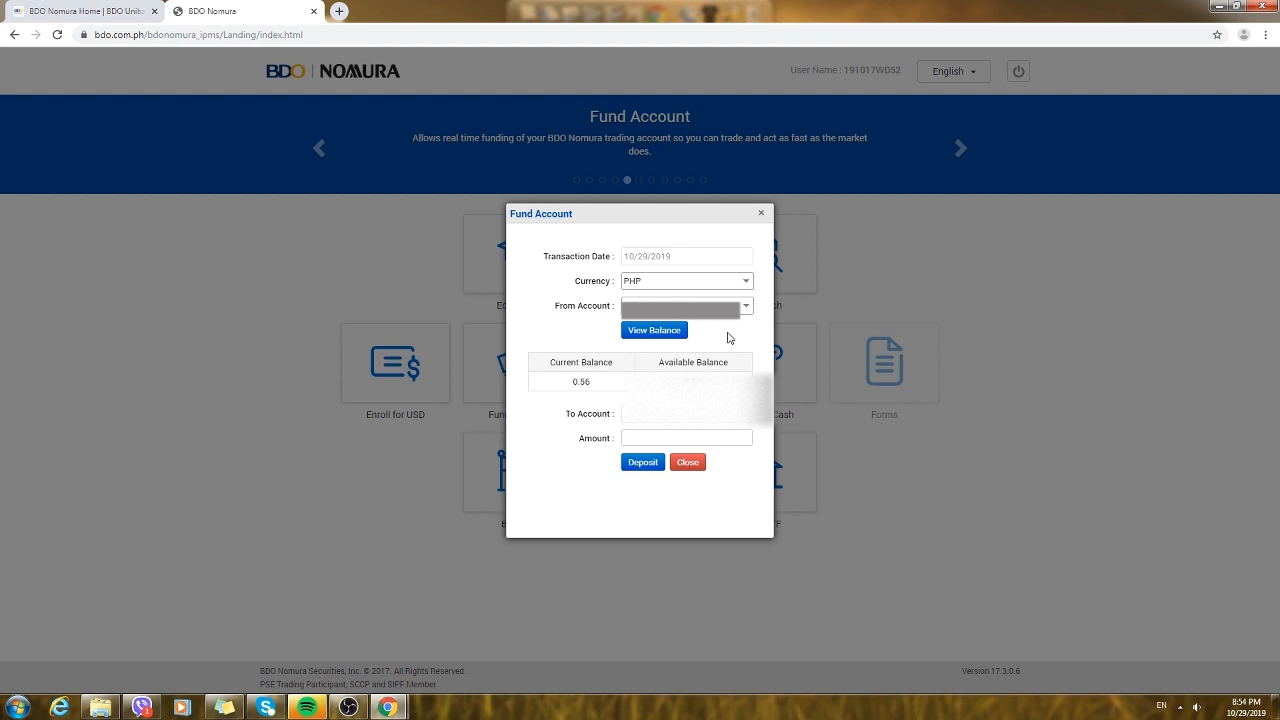 BDO Nomura Home | BDO Unib
BDO Nomura
bdo.com.ph/bdonomura_ipms/Landing/index.html
BDO | NOMURA
User Name : 191017WD52
English
Fund Account
Allows real time funding of your BDO Nomura trading account so you can trade and act as fast as the market
does.
Fund Account
Transaction Date :
10/29/2019
Currency :
PHP
From Account :
View Balance
Current Balance
Available Balance
0.56
To Account :
Amount :
Deposit
Close
Enroll for USD
Fun
Cash
Forms
BDO Nomura Securities, Inc. © 2017. All Rights Reserved.
PSE Trading Participant, SCCP and SIPF Member
Version 17.3.0.6
EN
8:54 PM
10/29/2019